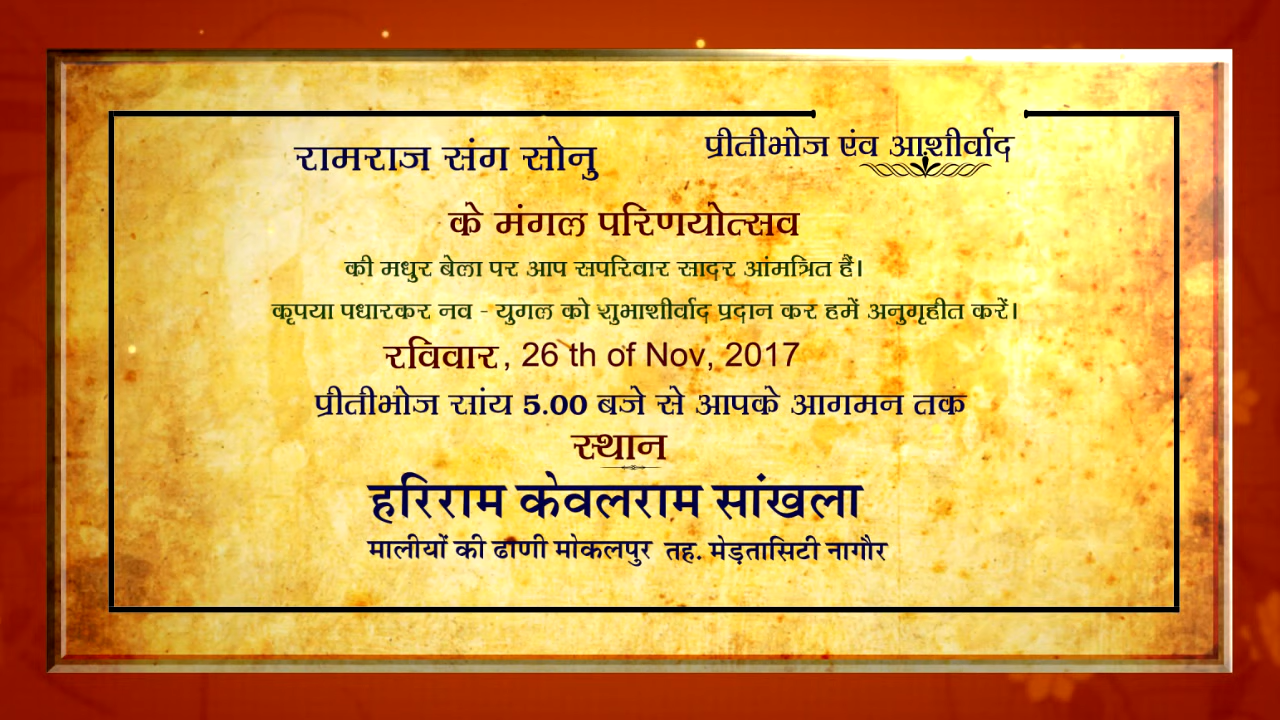 रामराज संग सोनु
प्रीतीभोज एंव आशीर्वाद
के मंगल परिणयोत्सव
की मधुर बेला पर आप सपरिवार सादर आंमत्रित हैं।
कृपया पधारकर नव - युगल को शुभाशीर्वाद प्रदान कर हमें अनुगृहीत करें।
रविवार, 26 th of Nov, 2017
प्रीतीभोज सांय 5.00 बजे से आपके आगमन तक
स्थान
हरिराम केवलराम सांखला
मालीयों की ढाणी मोकलपुर तह. मेड़तासिटी नागौर